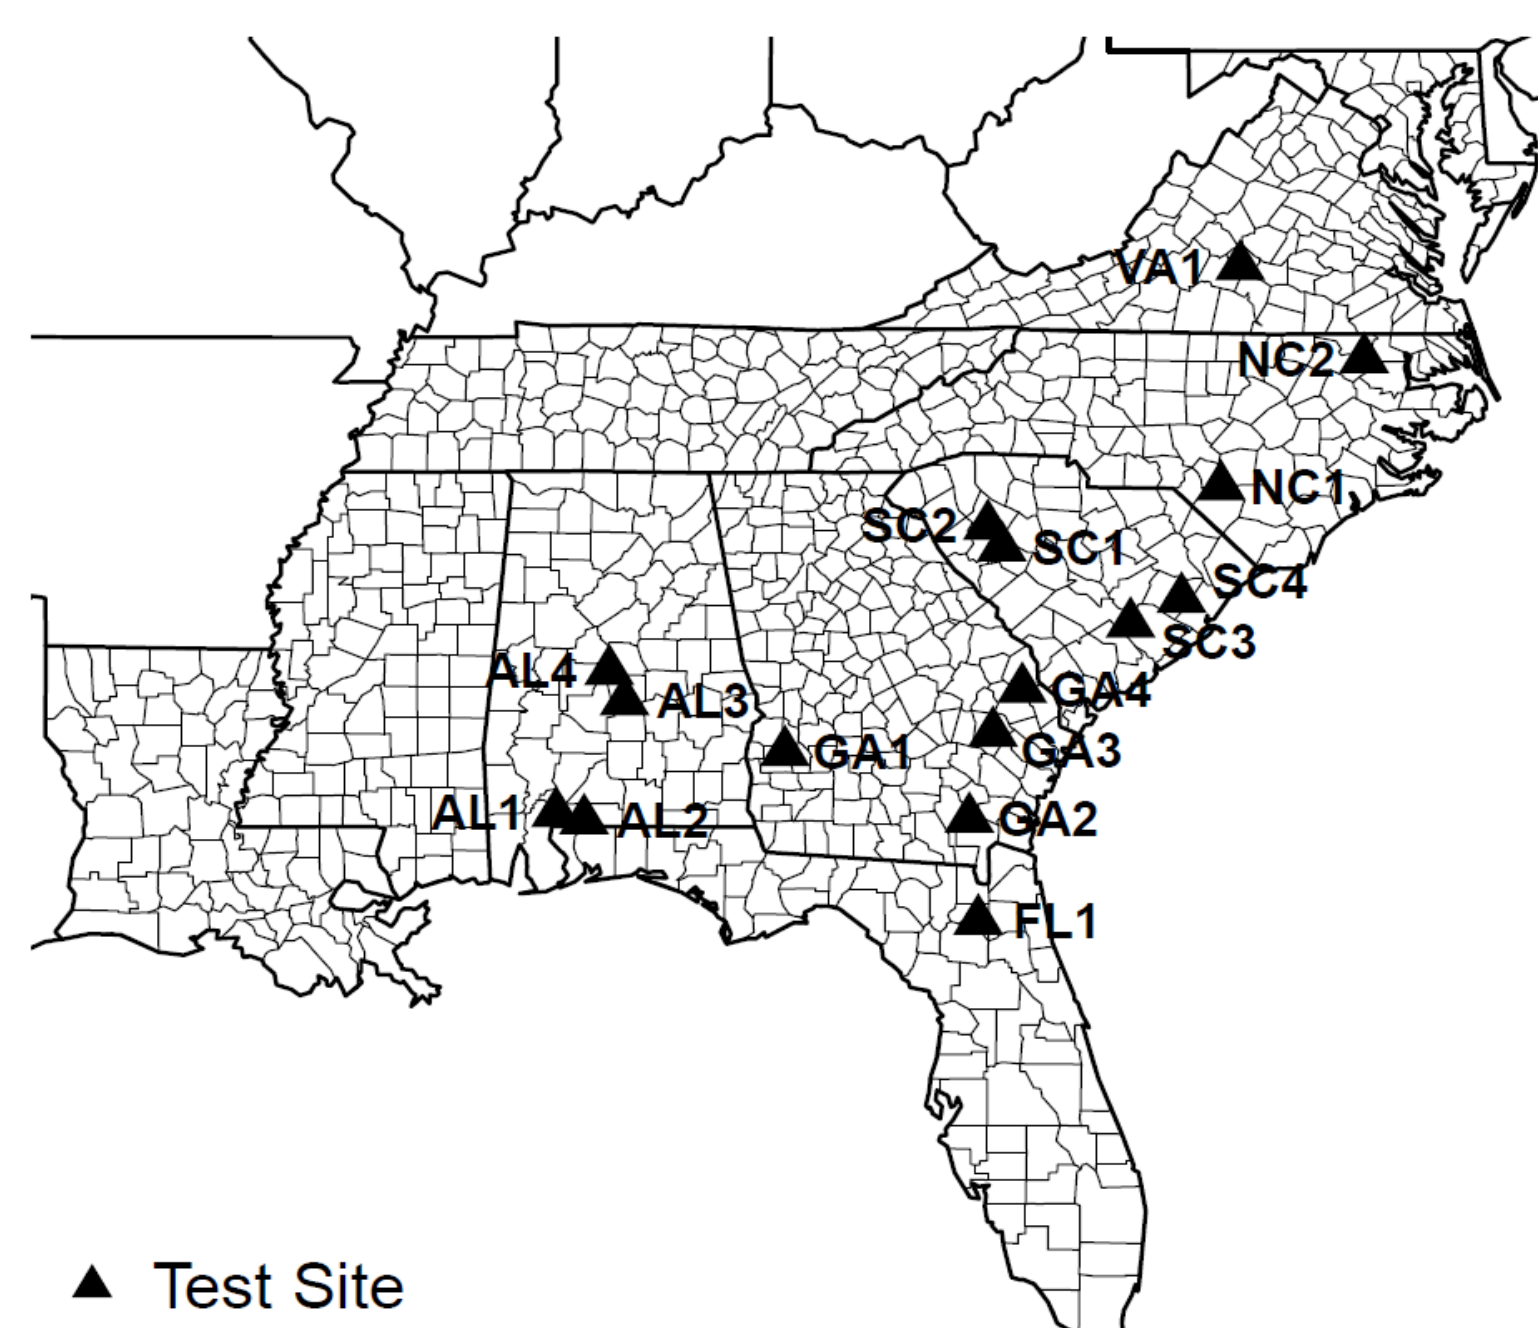 VA1
NC2
NC1
SC2
SC1
SC4
SC3
AL4
AL3
GA4
GA1
GA3
AL1
AL2
GA2
FL1
Test Site